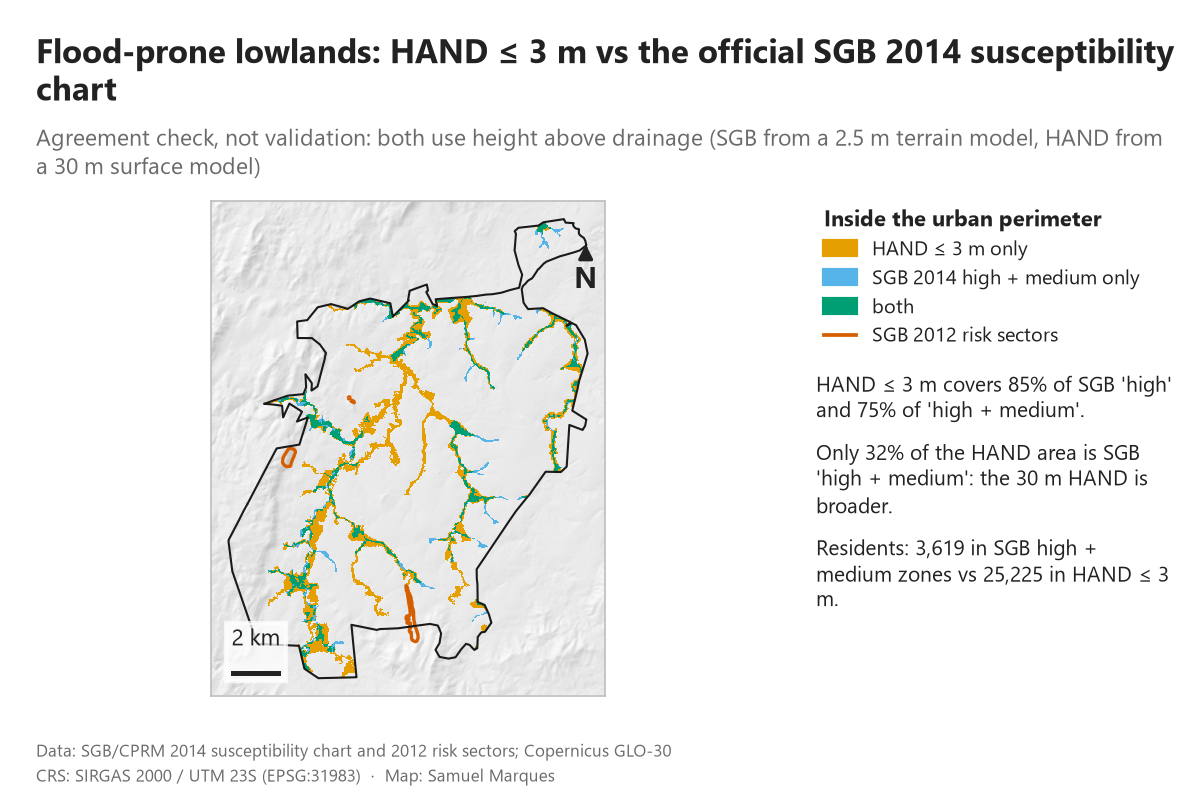 Flood-prone lowlands: HAND ≤ 3 m vs the official SGB 2014 susceptibility
chart
Agreement check, not validation: both use height above drainage (SGB from a 2.5 m terrain model, HAND from
a 30 m surface model)
N
2 km
Inside the urban perimeter
HAND ≤ 3 m only
SGB 2014 high + medium only
both
SGB 2012 risk sectors
HAND ≤ 3 m covers 85% of SGB 'high'
and 75% of 'high + medium'.
Only 32% of the HAND area is SGB
'high + medium': the 30 m HAND is
broader.
Residents: 3,619 in SGB high +
medium zones vs 25,225 in HAND ≤ 3
m.
Data: SGB/CPRM 2014 susceptibility chart and 2012 risk sectors; Copernicus GLO-30
CRS: SIRGAS 2000 / UTM 23S (EPSG:31983) · Map: Samuel Marques